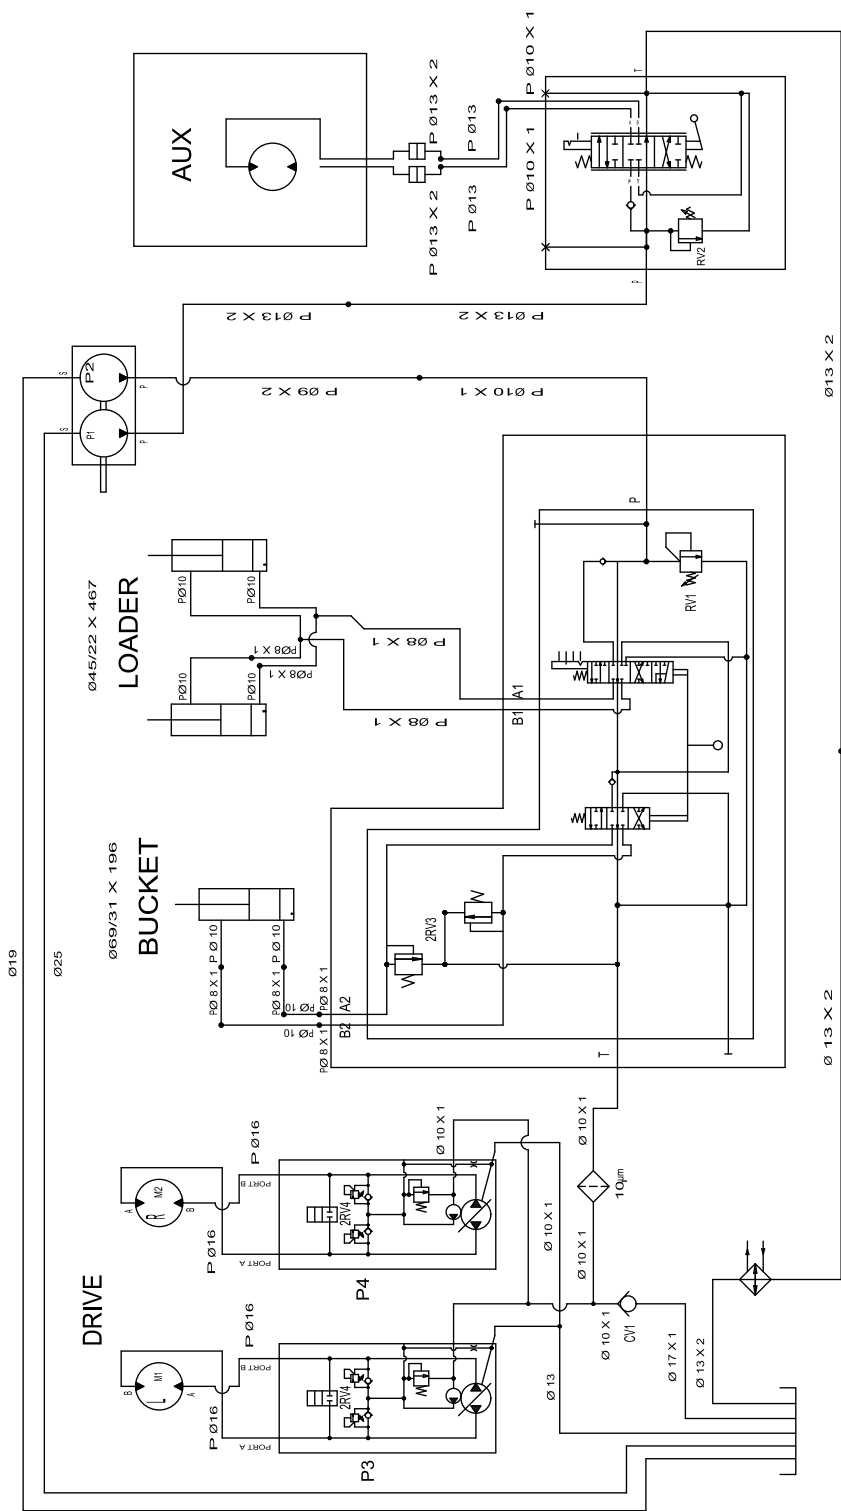 AUX
P Ø13 X 2
P Ø13 X 2
P Ø13
P Ø13
P Ø10 X 1
P Ø10 X 1
T
P
RV2
P Ø13 X 2
P Ø13 X 2
P Ø9 X 2
P Ø10 X 1
S
P2
P
S
P1
P
Ø13 X 2
Ø45/22 X 467
LOADER
PØ10
PØ10
PØ10
PØ10
PØ8 X 1
PØ8 X 1
P Ø8 X 1
P Ø8 X 1
B1
A1
P
RV1
Ø69/31 X 196
BUCKET
PØ 8 X 1
P Ø 10
PØ 8 X 1
P Ø 10
PØ 10
PØ 10
PØ 8 X 1
PØ 8 X 1
B2
A2
2RV3
T
Ø19
Ø25
Ø 13 X 2
DRIVE
A
R
M2
B
P Ø16
P Ø16
PORT B
PORT A
2RV4
P4
Ø 10 X 1
B
L
M1
A
P Ø16
P Ø16
PORT B
PORT A
2RV4
P3
Ø 10 X 1
10µm
Ø 10 X 1
Ø 10 X 1
Ø 10 X 1
CV1
Ø 13
Ø 17 X 1
Ø 13 X 2